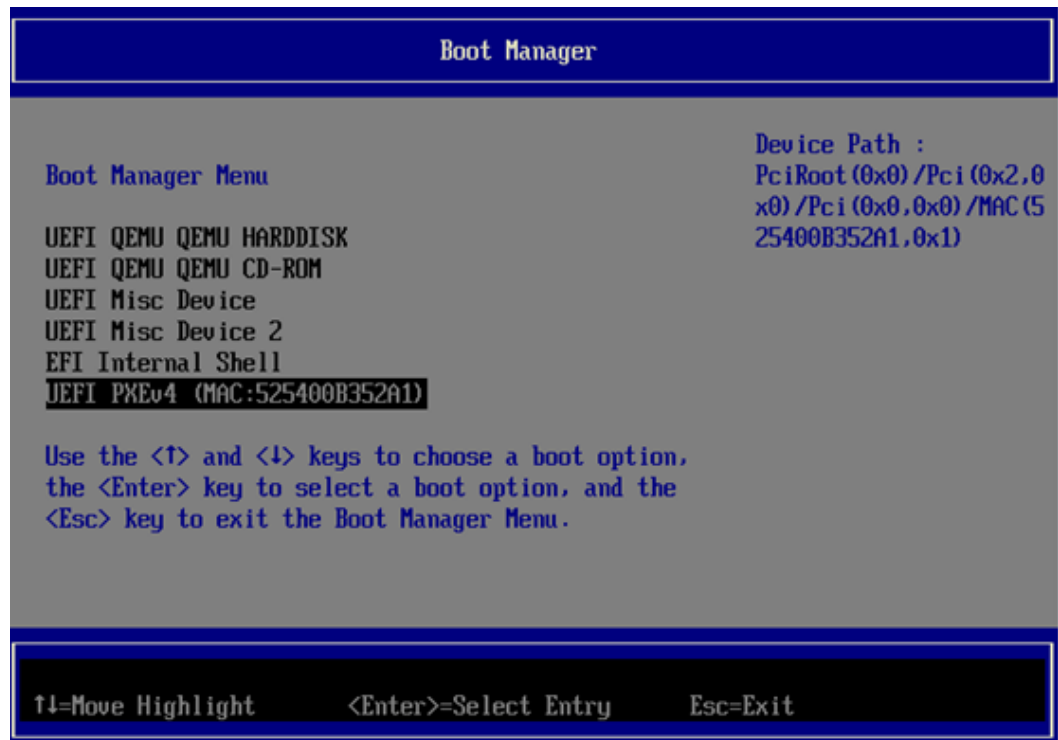 Boot Manager
Boot Manager Menu
UEFI QEMU QEMU HARDDISK
UEFI QEMU QEMU CD-ROM
UEFI Misc Device
UEFI Misc Device 2
EFI Internal Shell
UEFI PXEv4 (MAC:525400B352A1)
Use the <↑> and <↓> keys to choose a boot option,
the <Enter> key to select a boot option, and the
<Esc> key to exit the Boot Manager Menu.
Device Path :
PciRoot(0x0)/Pci(0x2,0
x0)/Pci(0x0,0x0)/MAC(5
25400B352A1,0x1)
↑↓=Move Highlight <Enter>=Select Entry Esc=Exit